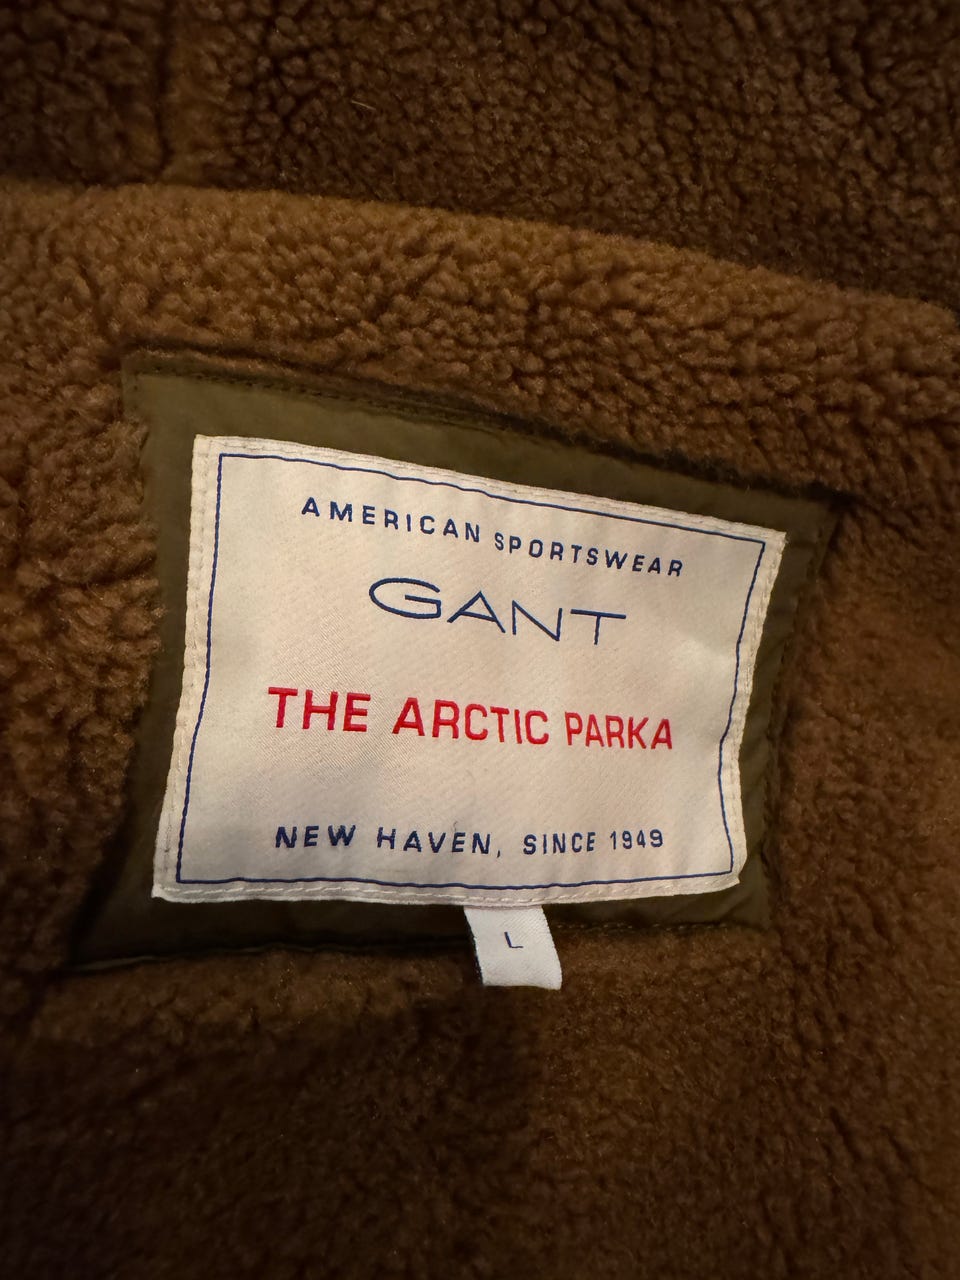 AMERICAN SPORTSWEAR
GANT
THE ARCTIC PARKA
NEW HAVEN, SINCE 1949
L